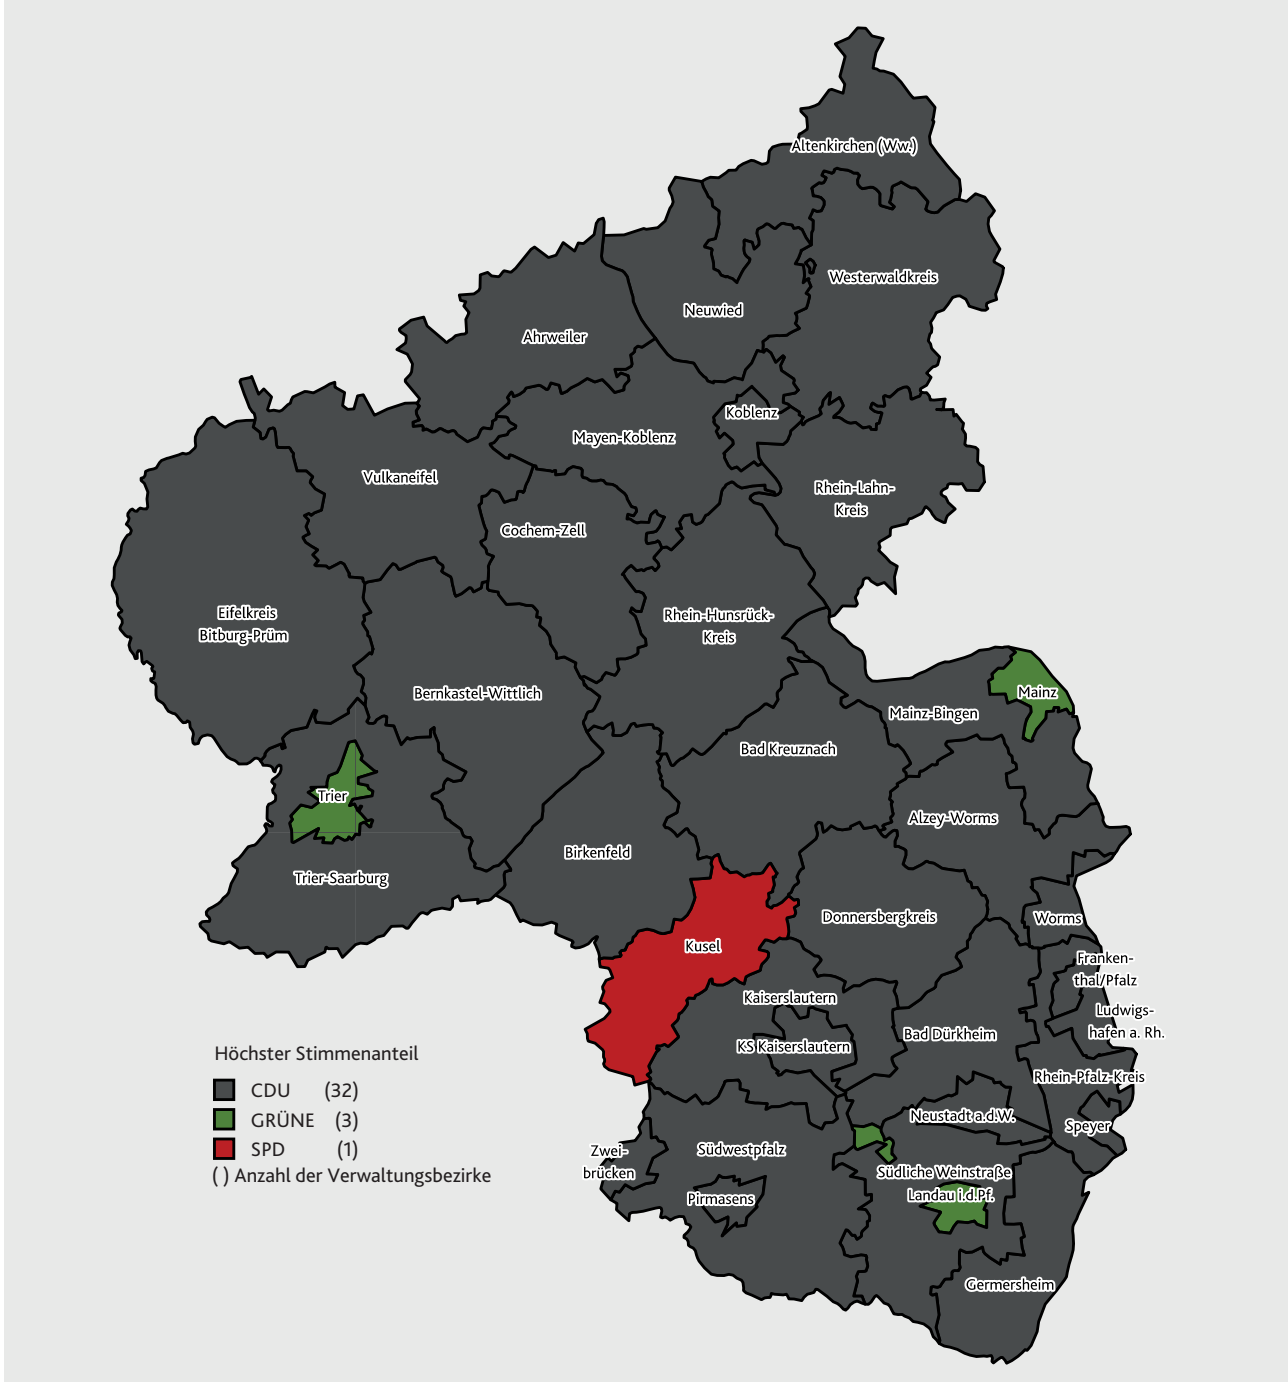 Altenkirchen (Ww.)
Westerwaldkreis
Neuwied
Ahrweiler
Koblenz
Mayen-Koblenz
Vulkaneifel
Rhein-Lahn-
Kreis
Cochem-Zell
Eifelkreis
Bitburg-Prüm
Rhein-Hunsrück-
Kreis
Bernkastel-Wittlich
Mainz
Mainz-Bingen
Bad Kreuznach
Trier
Alzey-Worms
Birkenfeld
Trier-Saarburg
Donnersbergkreis
Worms
Kusel
Franken-
thal/Pfalz
Kaiserslautern
Ludwigs-
hafen a. Rh.
Bad Dürkheim
KS Kaiserslautern
Rhein-Pfalz-Kreis
Neustadt a.d.W.
Speyer
Südwestpfalz
Zwei-
brücken
Südliche Weinstraße
Landau i.d.Pf.
Pirmasens
Germersheim
Höchster Stimmenanteil
CDU (32)
GRÜNE (3)
SPD (1)
( ) Anzahl der Verwaltungsbezirke